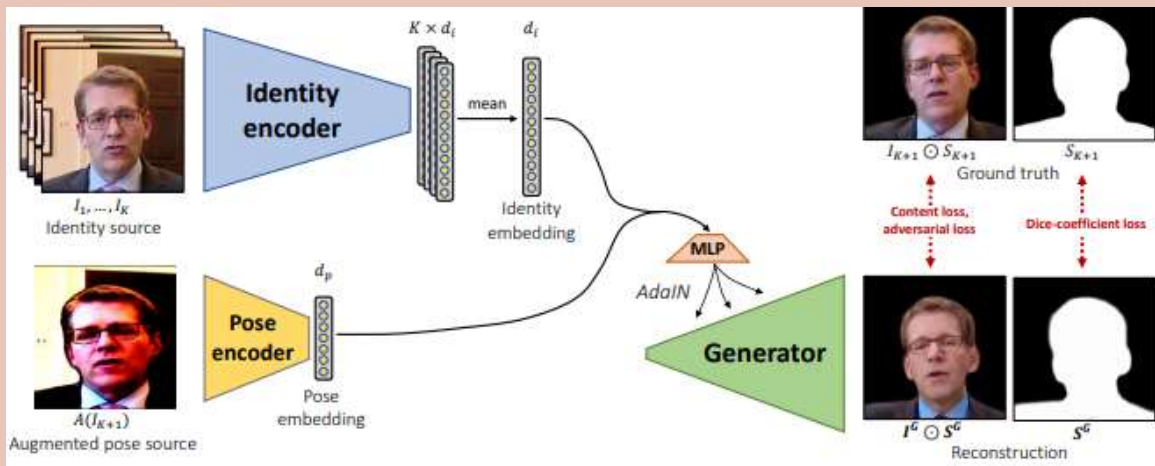 K × d_i
d_i
Identity
encoder
mean
I_1, ..., I_K
Identity source
Identity
embedding
I_{K+1} ⊙ S_{K+1}
S_{K+1}
Ground truth
Content loss,
adversarial loss
Dice-coefficient loss
MLP
AdaIN
d_p
Pose
encoder
Pose
embedding
Generator
A(I_{K+1})
Augmented pose source
I^G ⊙ S^G
S^G
Reconstruction